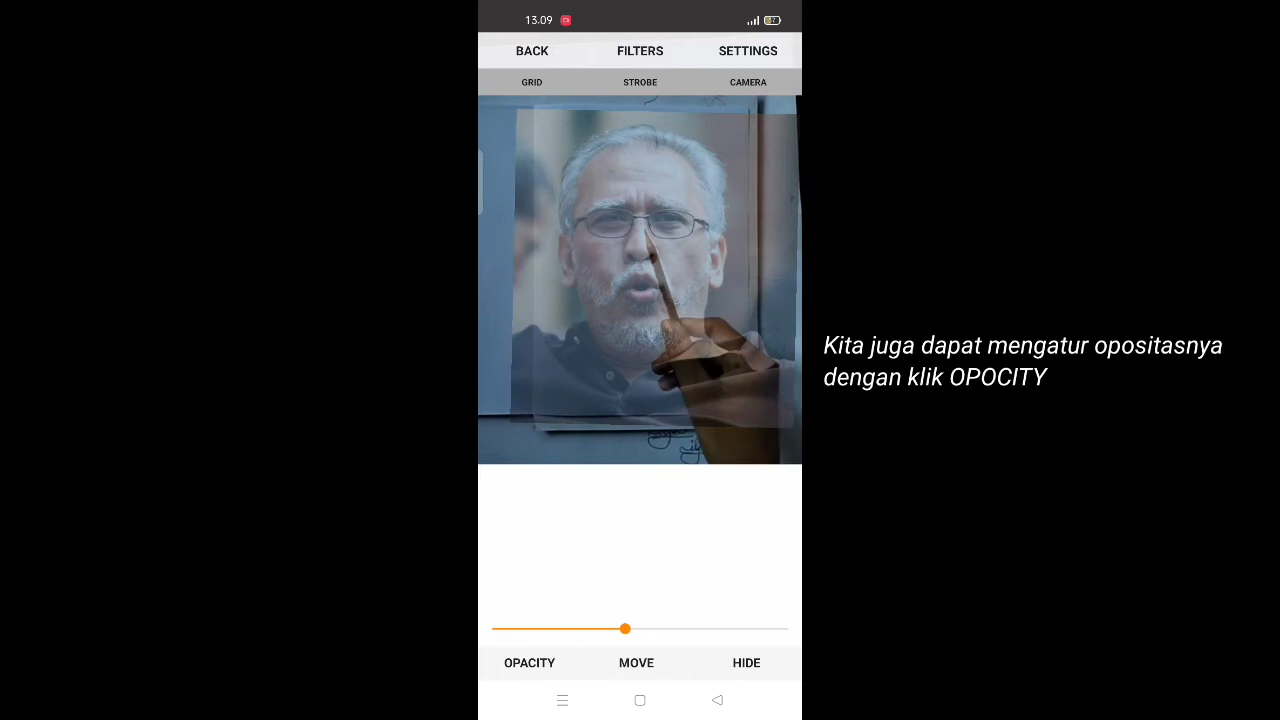 13.09
BACK FILTERS SETTINGS
GRID STROBE CAMERA
Kita juga dapat mengatur opositasnya
dengan klik OPOCITY
OPACITY MOVE HIDE